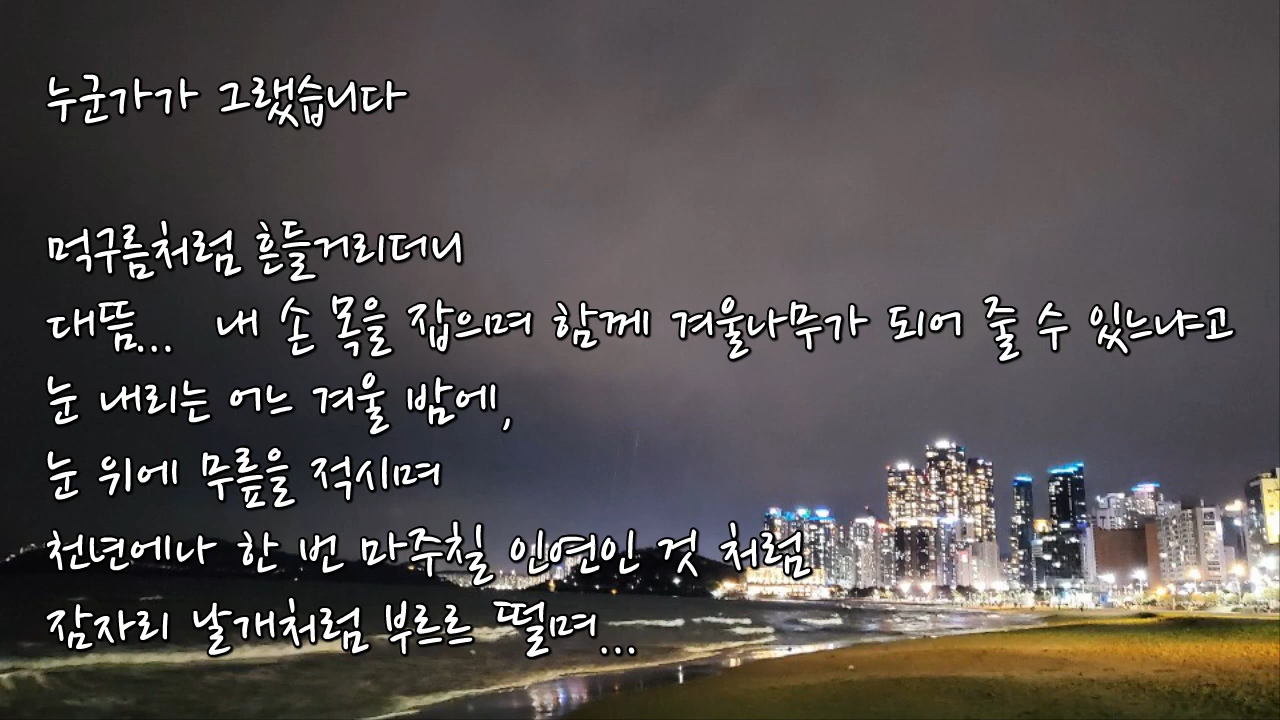 누군가가 그랬습니다
먹구름처럼 흔들거리더니
대뜸... 내 손 목을 잡으며 함께 겨울나무가 되어 줄 수 있느냐고
눈 내리는 어느 겨울 밤에,
눈 위에 무릎을 적시며
천년에나 한 번 마주칠 인연인 것 처럼
잠자리 날개처럼 부르르 떨며...